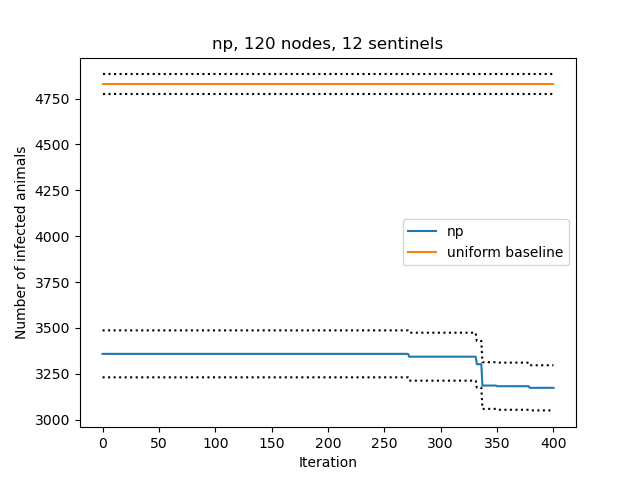 np, 120 nodes, 12 sentinels
Number of infected animals
4750
4500
4250
4000
3750
3500
3250
3000
np
uniform baseline
0 50 100 150 200 250 300 350 400
Iteration